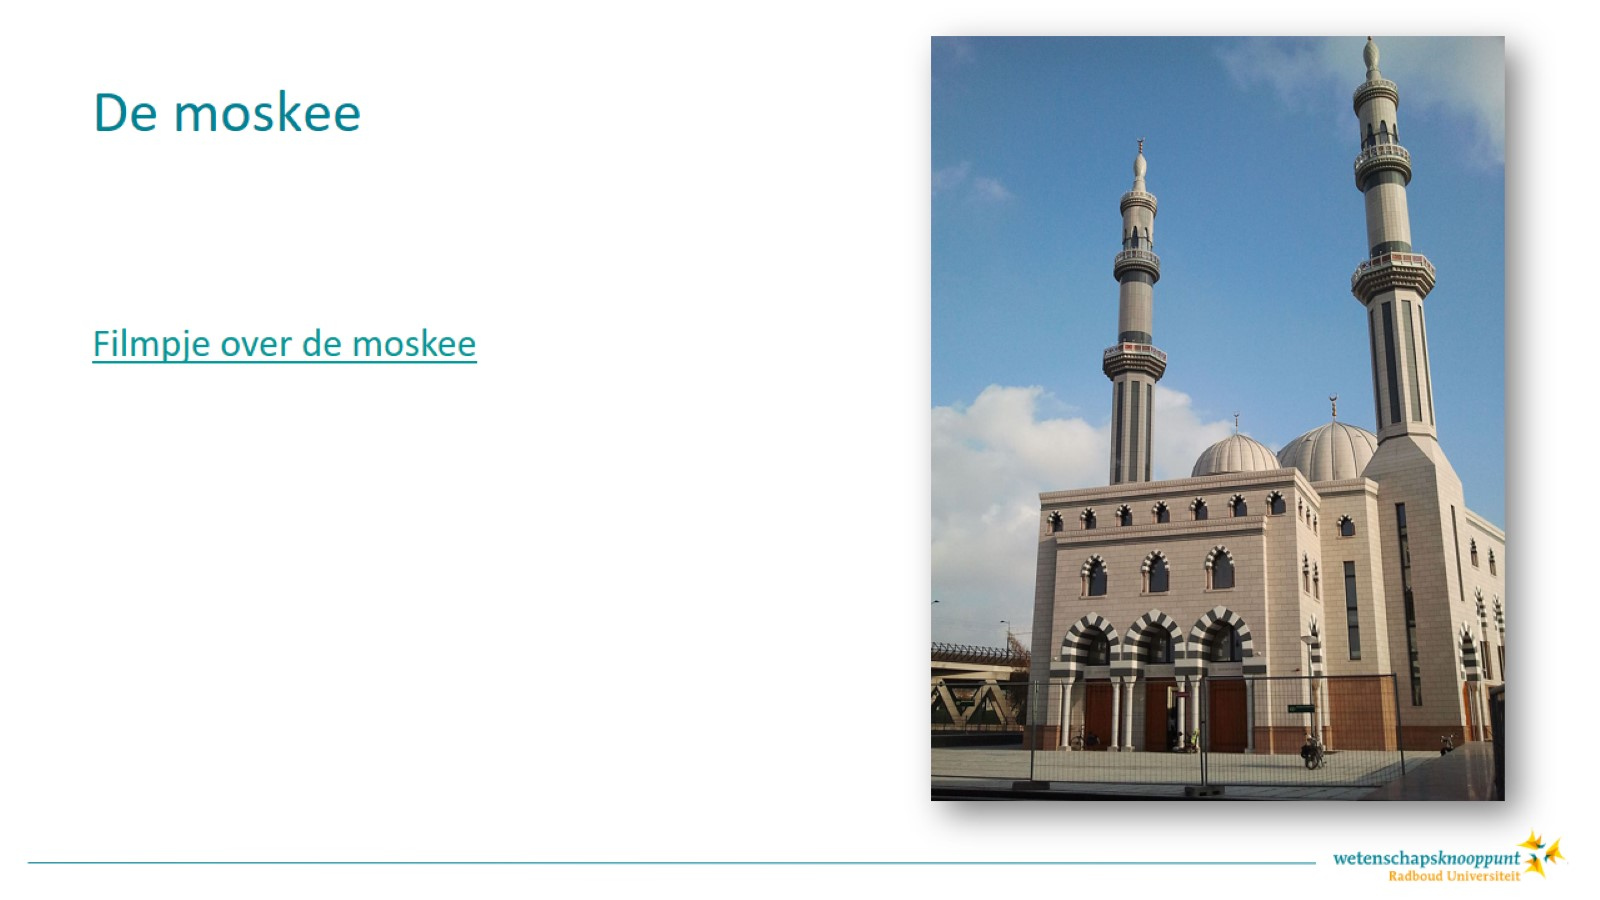 De moskee
Filmpje over de moskee
wetenschapsknooppunt
Radboud Universiteit